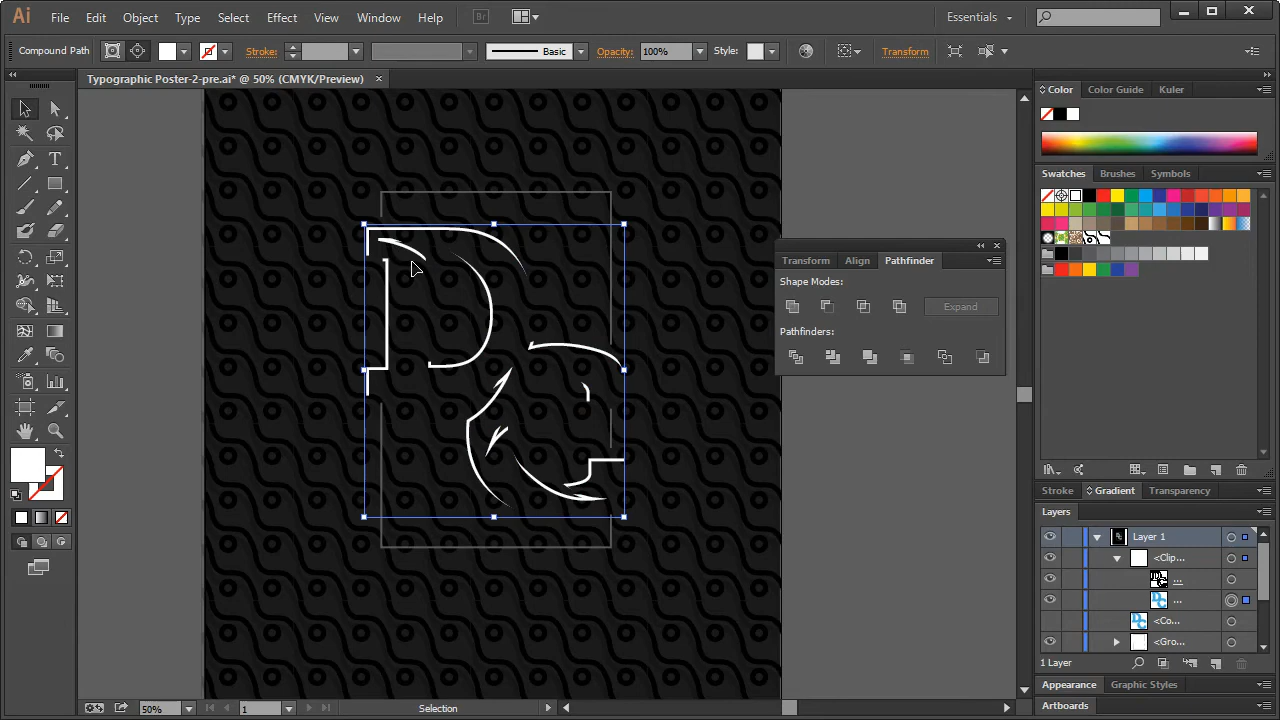 Ai File Edit Object Type Select Effect View Window Help Br Essentials
Compound Path Stroke: Basic Opacity: 100% Style: Transform
Typographic Poster-2-pre.ai* @ 50% (CMYK/Preview) ×
Color Color Guide Kuler
Swatches Brushes Symbols
Transform Align Pathfinder
Shape Modes:
Expand
Pathfinders:
Stroke Gradient Transparency
Layers
Layer 1
<Clip...
...
...
<Co...
<Gro...
1 Layer
Appearance Graphic Styles
Artboards
50% 1 Selection